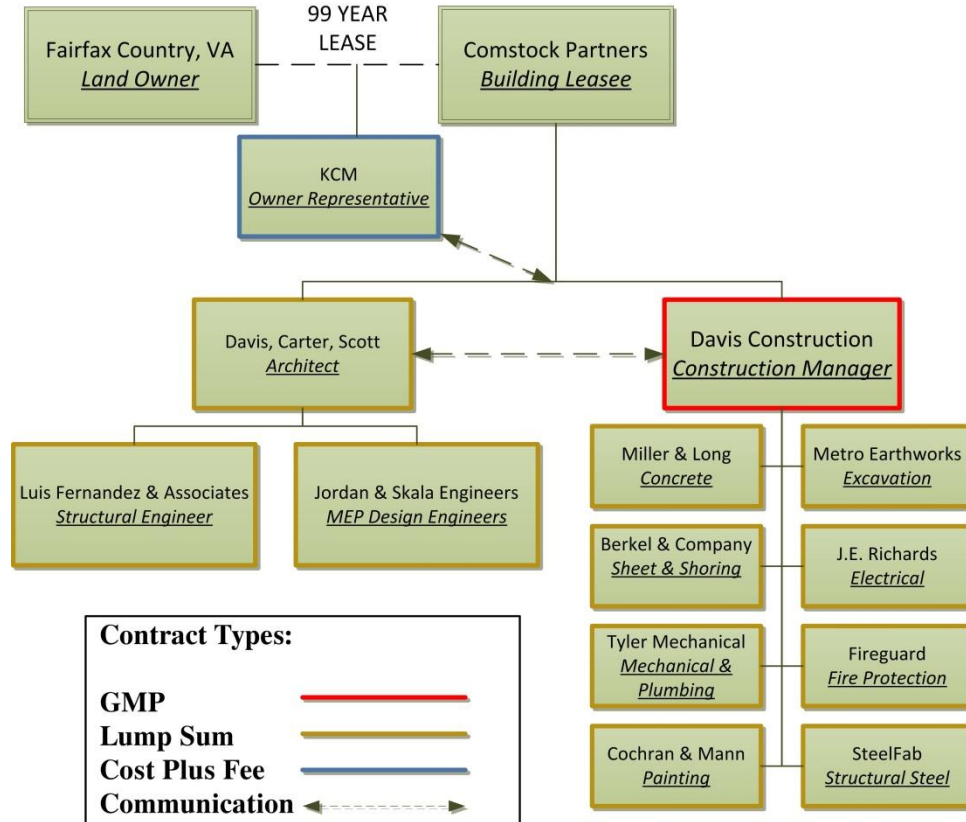 99 YEAR
LEASE
Fairfax Country, VA
Land Owner
Comstock Partners
Building Leasee
KCM
Owner Representative
Davis, Carter, Scott
Architect
Davis Construction
Construction Manager
Luis Fernandez & Associates
Structural Engineer
Jordan & Skala Engineers
MEP Design Engineers
Miller & Long
Concrete
Metro Earthworks
Excavation
Berkel & Company
Sheet & Shoring
J.E. Richards
Electrical
Tyler Mechanical
Mechanical &
Plumbing
Fireguard
Fire Protection
Cochran & Mann
Painting
SteelFab
Structural Steel
Contract Types:
GMP
Lump Sum
Cost Plus Fee
Communication